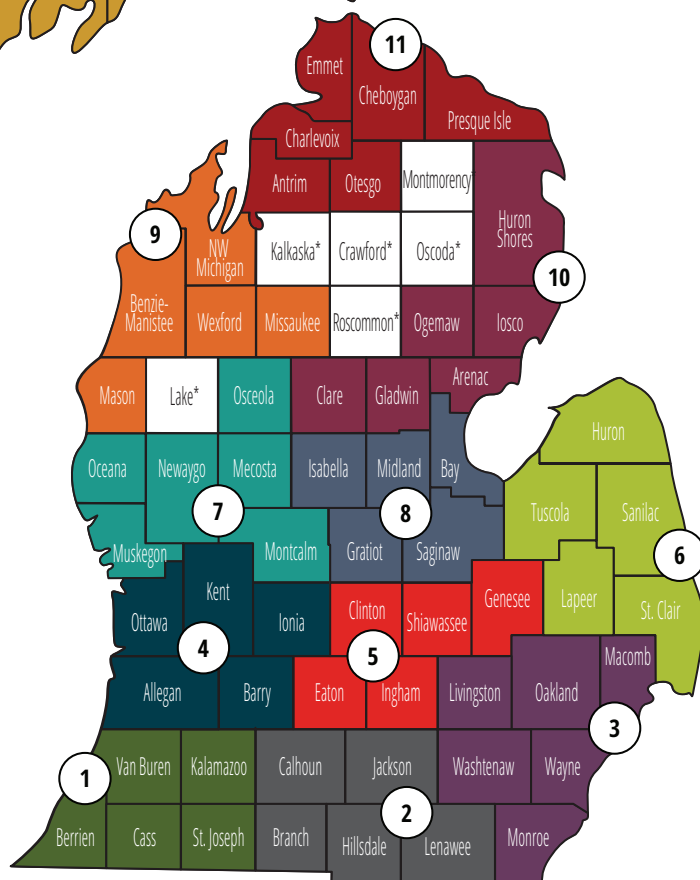 11
Emmet
Cheboygan
Presque Isle
Charlevoix
Antrim
Otesgo
Montmorency*
9
NW
Michigan
Kalkaska*
Crawford*
Oscoda*
Huron
Shores
10
Benzie-
Manistee
Wexford
Missaukee
Roscommon*
Ogemaw
Iosco
Mason
Lake*
Osceola
Clare
Gladwin
Arenac
Huron
Oceana
Newaygo
Mecosta
Isabella
Midland
Bay
7
8
Tuscola
Sanilac
6
Muskegon
Montcalm
Gratiot
Saginaw
Kent
Ottawa
Ionia
Clinton
Shiawassee
Genesee
Lapeer
St. Clair
4
5
Macomb
Allegan
Barry
Eaton
Ingham
Livingston
Oakland
3
1
Van Buren
Kalamazoo
Calhoun
Jackson
Washtenaw
Wayne
2
Berrien
Cass
St. Joseph
Branch
Hillsdale
Lenawee
Monroe